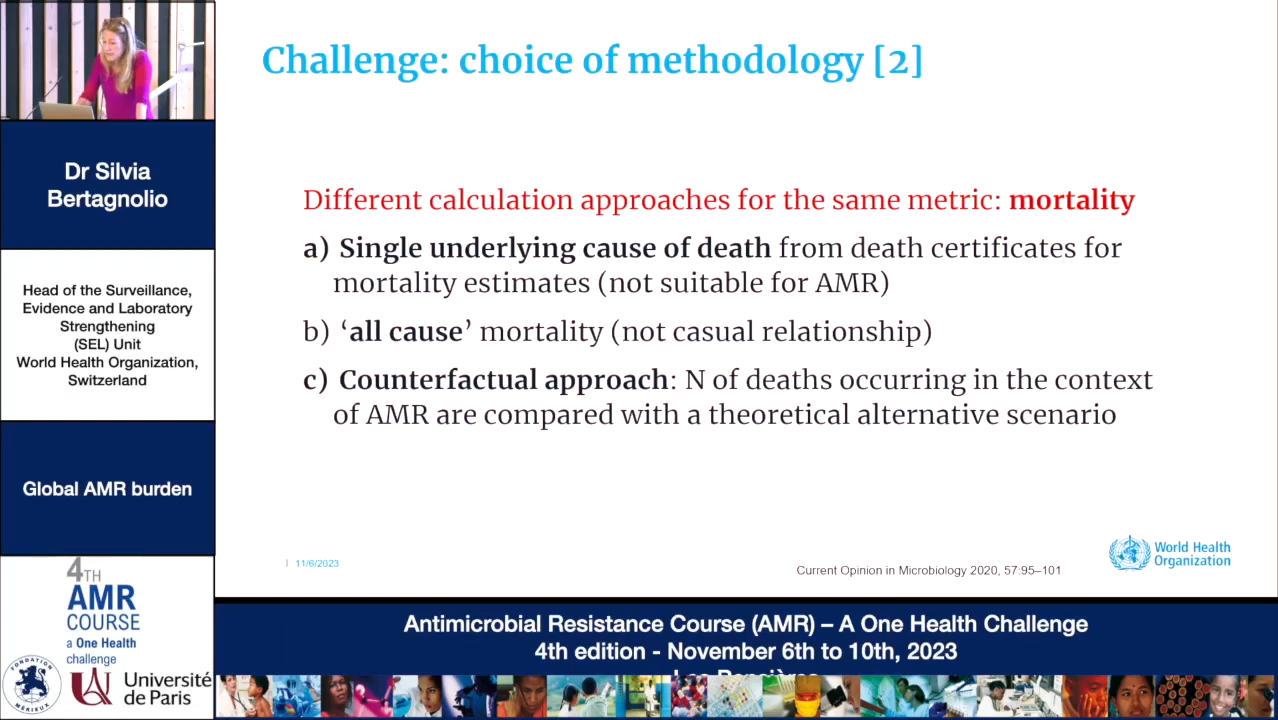 Challenge: choice of methodology [2]
Different calculation approaches for the same metric: mortality
a) Single underlying cause of death from death certificates for
mortality estimates (not suitable for AMR)
b) ‘all cause’ mortality (not casual relationship)
c) Counterfactual approach: N of deaths occurring in the context
of AMR are compared with a theoretical alternative scenario
11/6/2023
Current Opinion in Microbiology 2020, 57:95–101
World Health
Organization
Dr Silvia
Bertagnolio
Head of the Surveillance,
Evidence and Laboratory
Strengthening
(SEL) Unit
World Health Organization,
Switzerland
Global AMR burden
4TH
AMR
COURSE
a One Health
challenge
FONDATION
MÉRIEUX
Université
de Paris
Antimicrobial Resistance Course (AMR) – A One Health Challenge
4th edition - November 6th to 10th, 2023